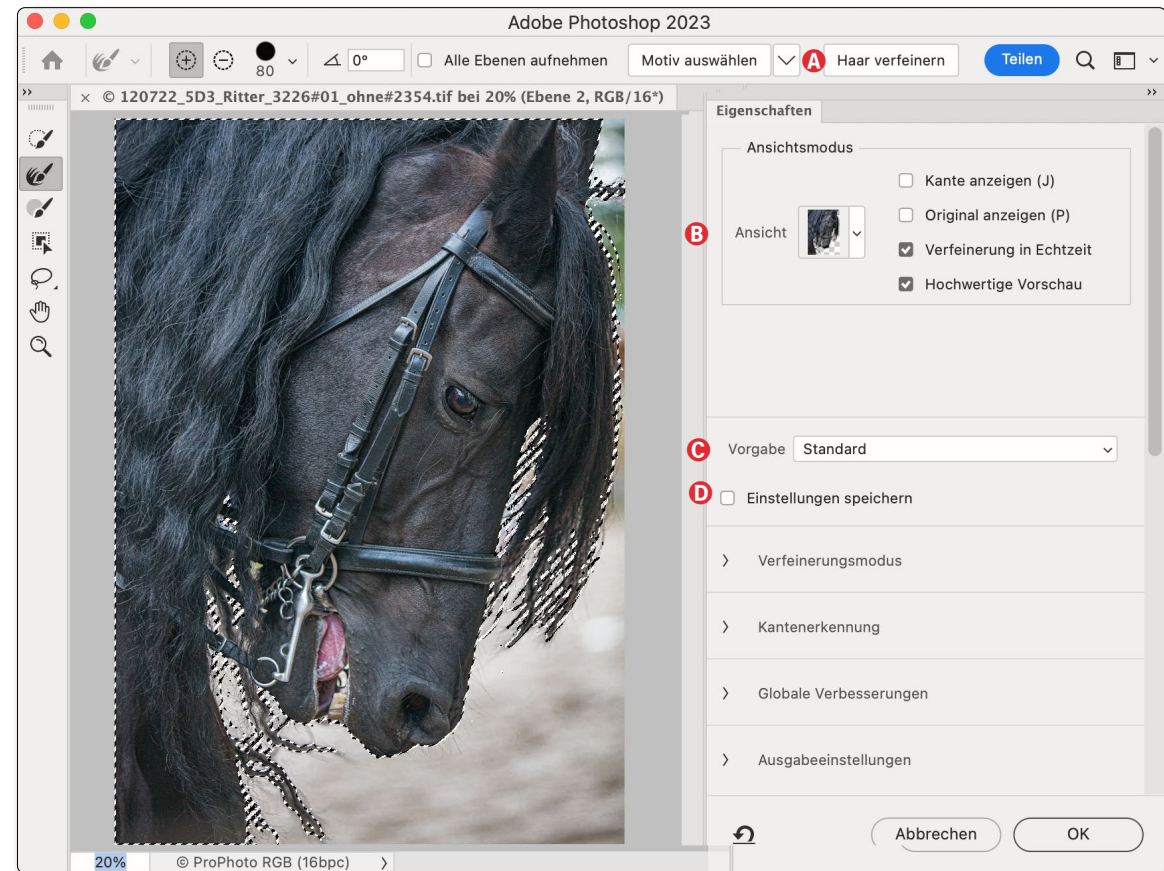 Adobe Photoshop 2023
80
0°
Alle Ebenen aufnehmen
Motiv auswählen
A
Haar verfeinern
Teilen
× © 120722_5D3_Ritter_3226#01_ohne#2354.tif bei 20% (Ebene 2, RGB/16*)
Eigenschaften
Ansichtsmodus
Kante anzeigen (J)
Original anzeigen (P)
B
Ansicht
Verfeinerung in Echtzeit
Hochwertige Vorschau
C
Vorgabe
Standard
D
Einstellungen speichern
Verfeinerungsmodus
Kantenerkennung
Globale Verbesserungen
Ausgabeeinstellungen
Abbrechen
OK
20%
© ProPhoto RGB (16bpc)